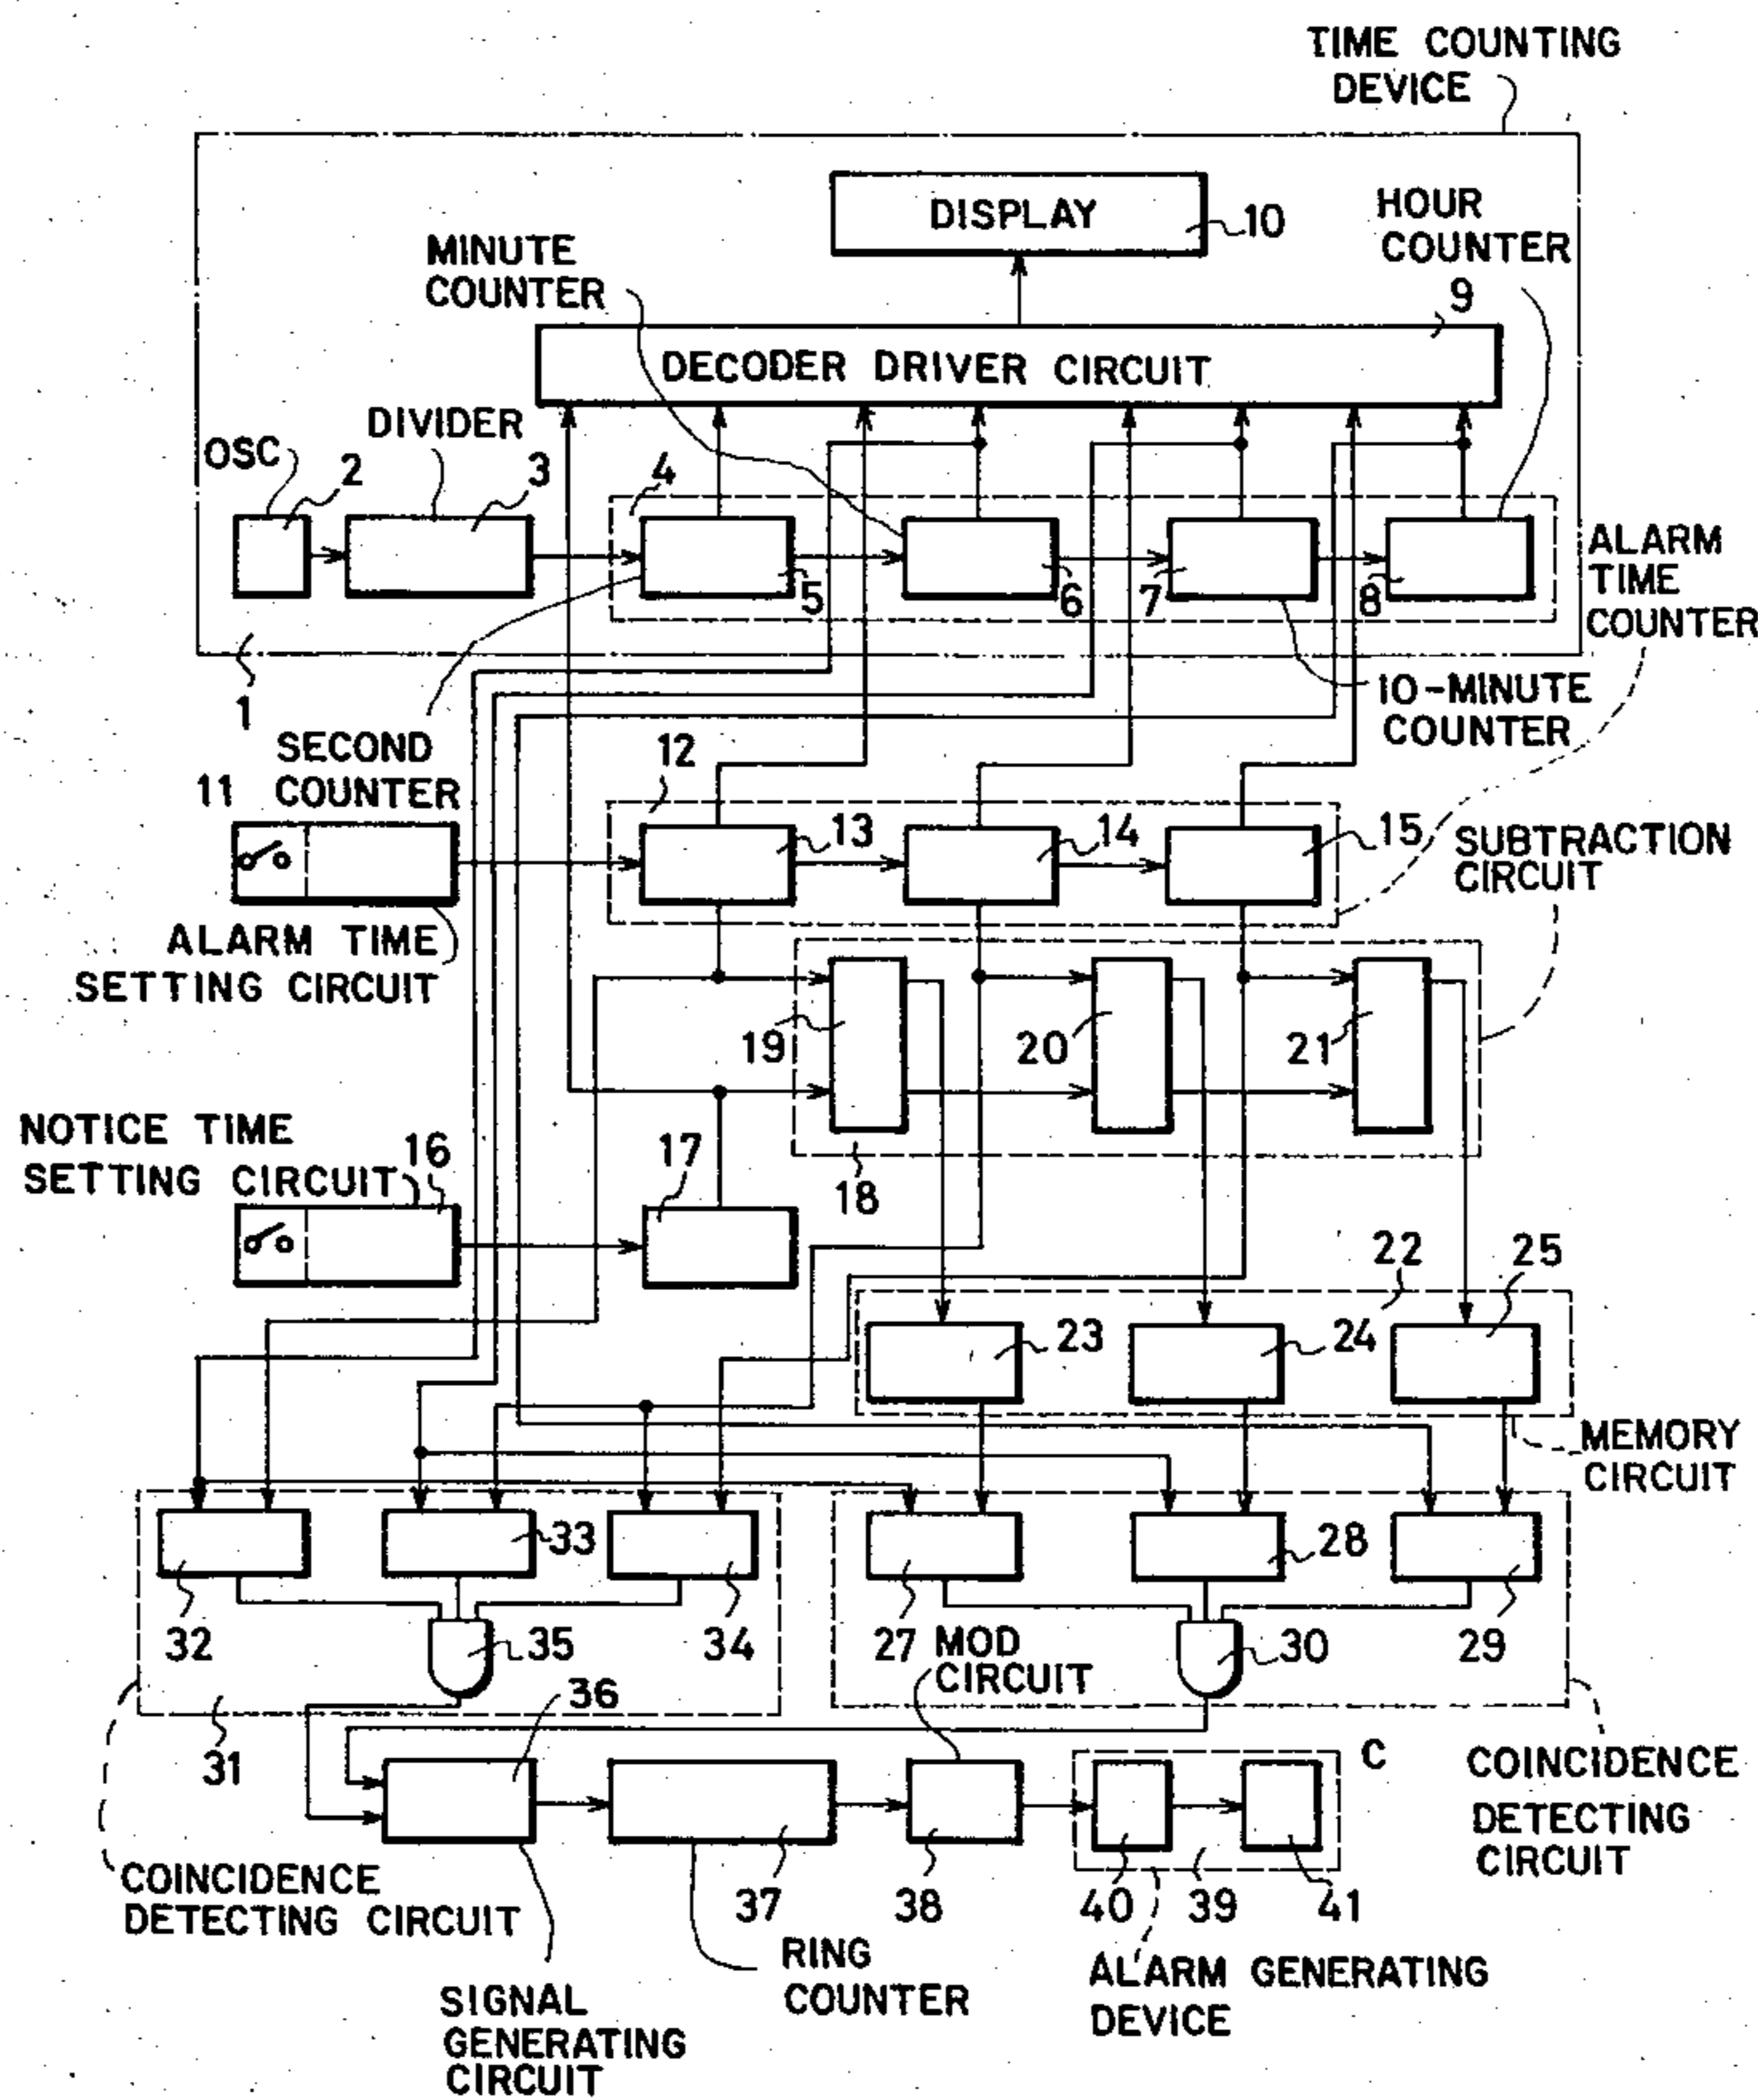 TIME COUNTING
DEVICE
DISPLAY
10
HOUR
COUNTER
9
MINUTE
COUNTER
DECODER DRIVER CIRCUIT
DIVIDER
OSC
2
3
4
5
6
7
8
ALARM
TIME
COUNTER
1
10-MINUTE
COUNTER
SECOND
COUNTER
11
12
13
14
15
SUBTRACTION
CIRCUIT
ALARM TIME
SETTING CIRCUIT
19
20
21
NOTICE TIME
SETTING CIRCUIT
16
17
18
22
25
23
24
MEMORY
CIRCUIT
33
28
32
35
34
27
MOD
CIRCUIT
30
29
36
31
C
COINCIDENCE
DETECTING
CIRCUIT
COINCIDENCE
DETECTING CIRCUIT
37
38
40
39
41
RING
COUNTER
ALARM GENERATING
DEVICE
SIGNAL
GENERATING
CIRCUIT